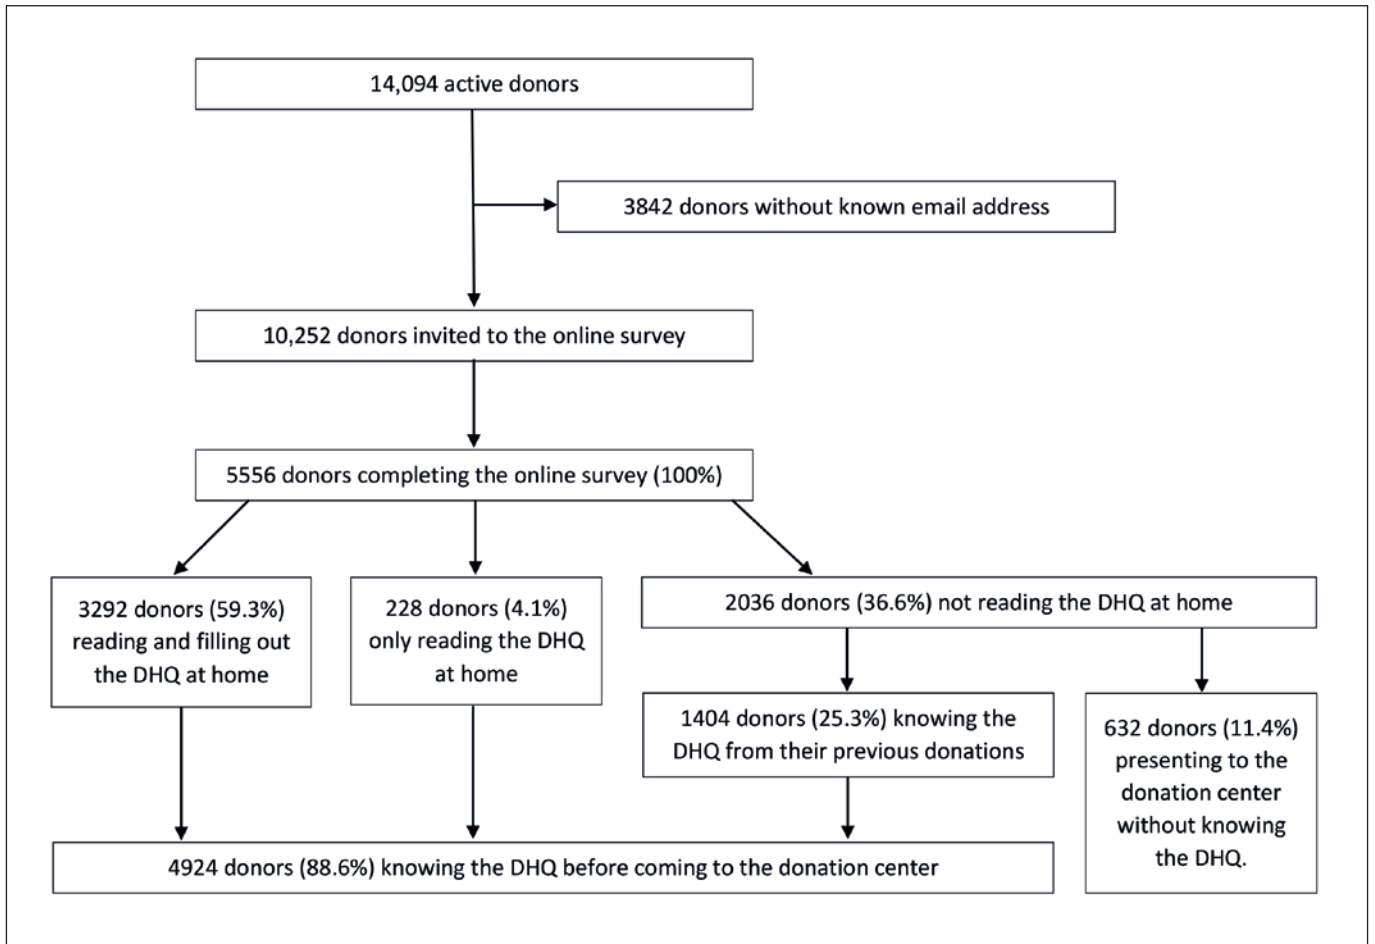 14,094 active donors
3842 donors without known email address
10,252 donors invited to the online survey
5556 donors completing the online survey (100%)
3292 donors (59.3%)
reading and filling out
the DHQ at home
228 donors (4.1%)
only reading the DHQ
at home
2036 donors (36.6%) not reading the DHQ at home
1404 donors (25.3%) knowing the
DHQ from their previous donations
632 donors (11.4%)
presenting to the
donation center
without knowing
the DHQ.
4924 donors (88.6%) knowing the DHQ before coming to the donation center